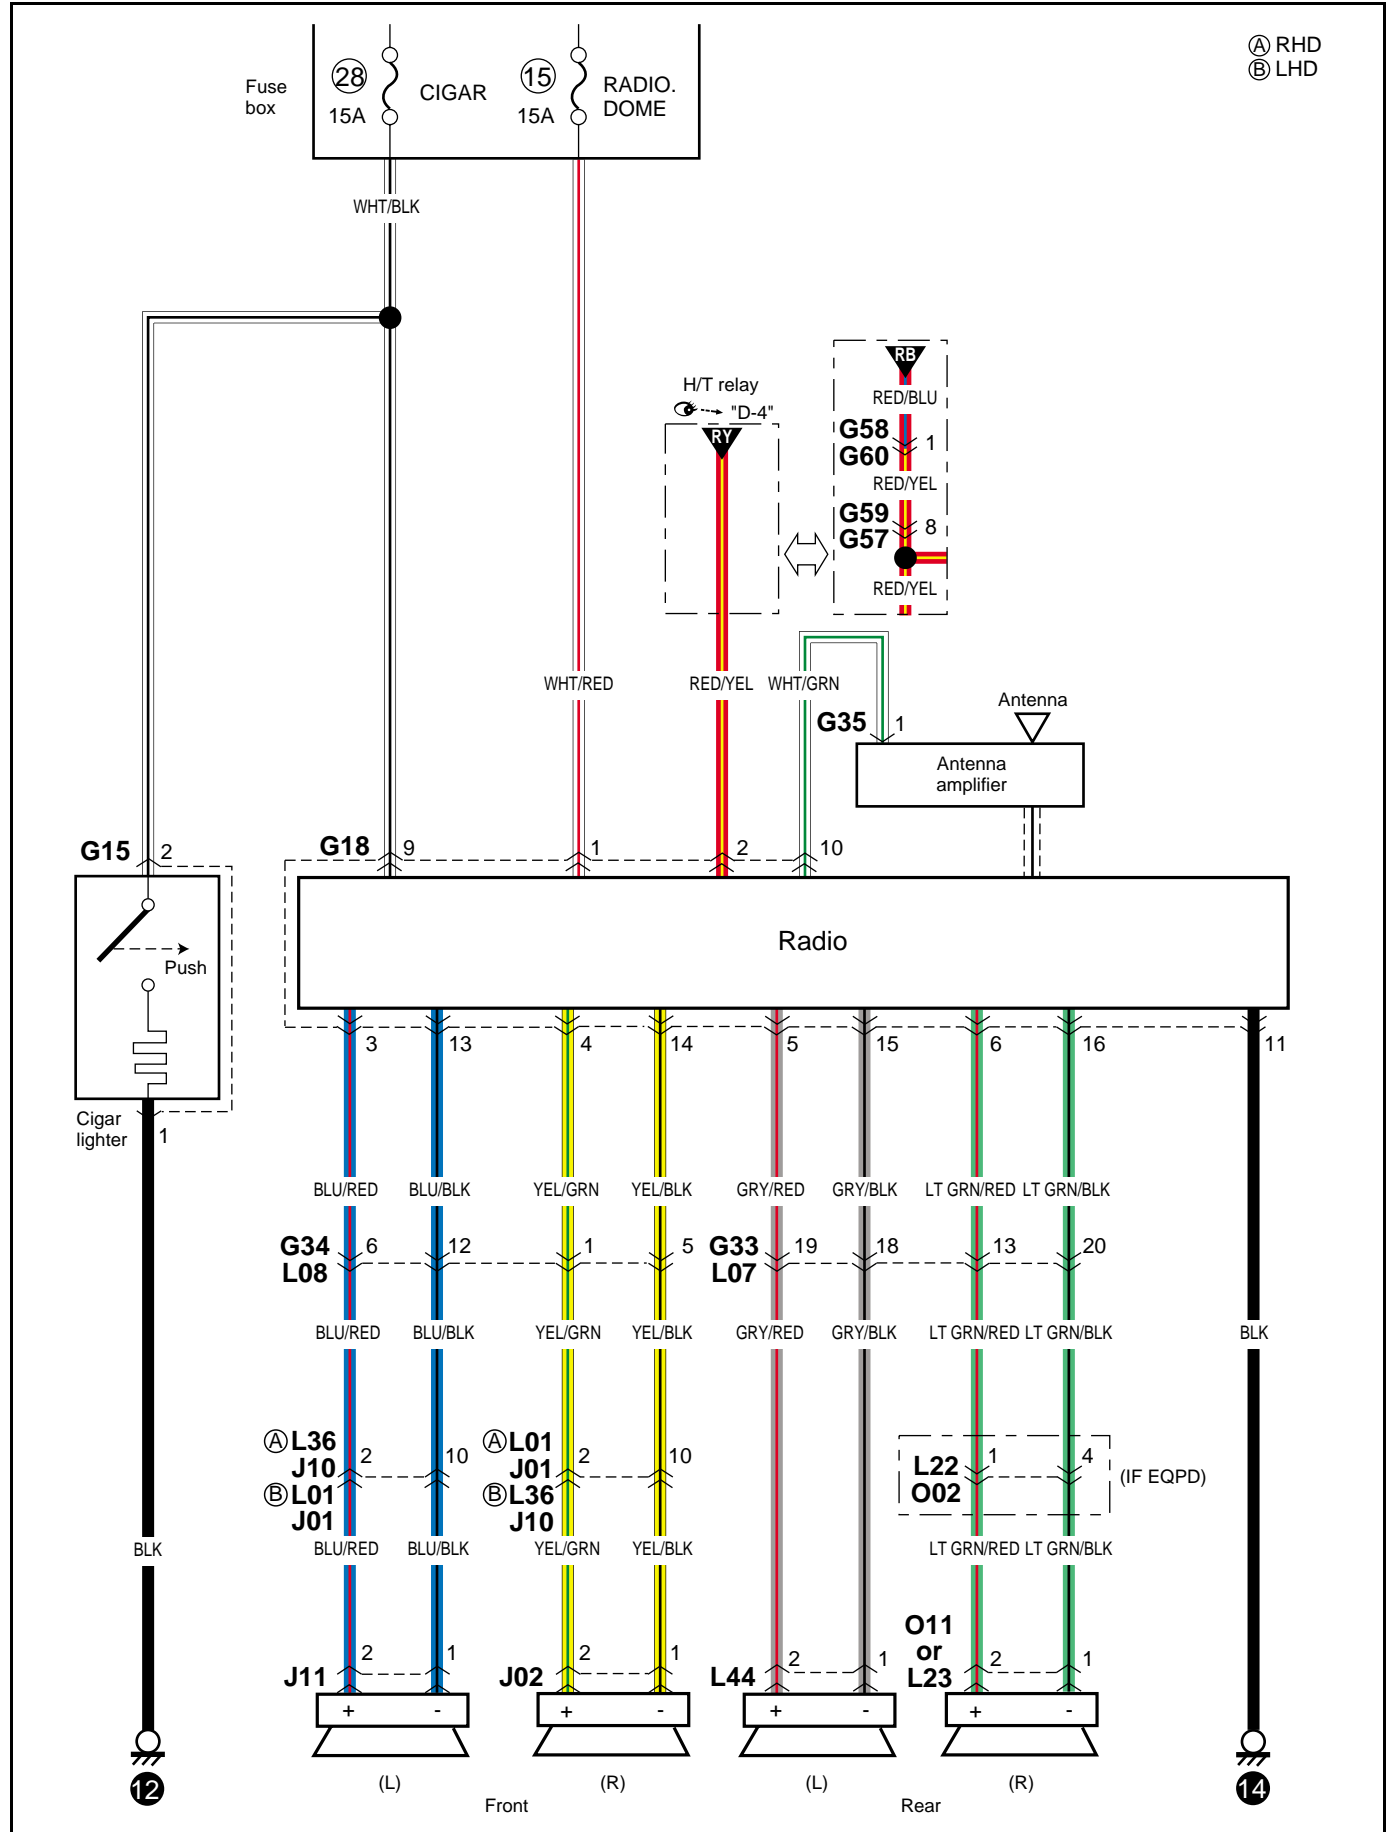 Ⓐ RHD
Ⓑ LHD
Fuse
box
28
15A
CIGAR
15
15A
RADIO.
DOME
WHT/BLK
H/T relay
"D-4"
RY
RB
RED/BLU
G58
G60
1
RED/YEL
G59
G57
8
RED/YEL
WHT/RED
RED/YEL
WHT/GRN
G35
1
Antenna
Antenna
amplifier
G15
2
G18
9
1
2
10
Push
Radio
Cigar
lighter
1
3
13
4
14
5
15
6
16
11
BLU/RED
BLU/BLK
YEL/GRN
YEL/BLK
GRY/RED
GRY/BLK
LT GRN/RED
LT GRN/BLK
G34
L08
6
12
1
5
G33
L07
19
18
13
20
BLU/RED
BLU/BLK
YEL/GRN
YEL/BLK
GRY/RED
GRY/BLK
LT GRN/RED
LT GRN/BLK
BLK
Ⓐ L36
J10
Ⓑ L01
J01
2
10
Ⓐ L01
J01
Ⓑ L36
J10
2
10
L22
O02
1
4
(IF EQPD)
BLK
BLU/RED
BLU/BLK
YEL/GRN
YEL/BLK
LT GRN/RED
LT GRN/BLK
J11
2
1
J02
2
1
L44
2
1
O11
or
L23
2
1
+
-
+
-
+
-
+
-
12
(L)
(R)
(L)
(R)
14
Front
Rear